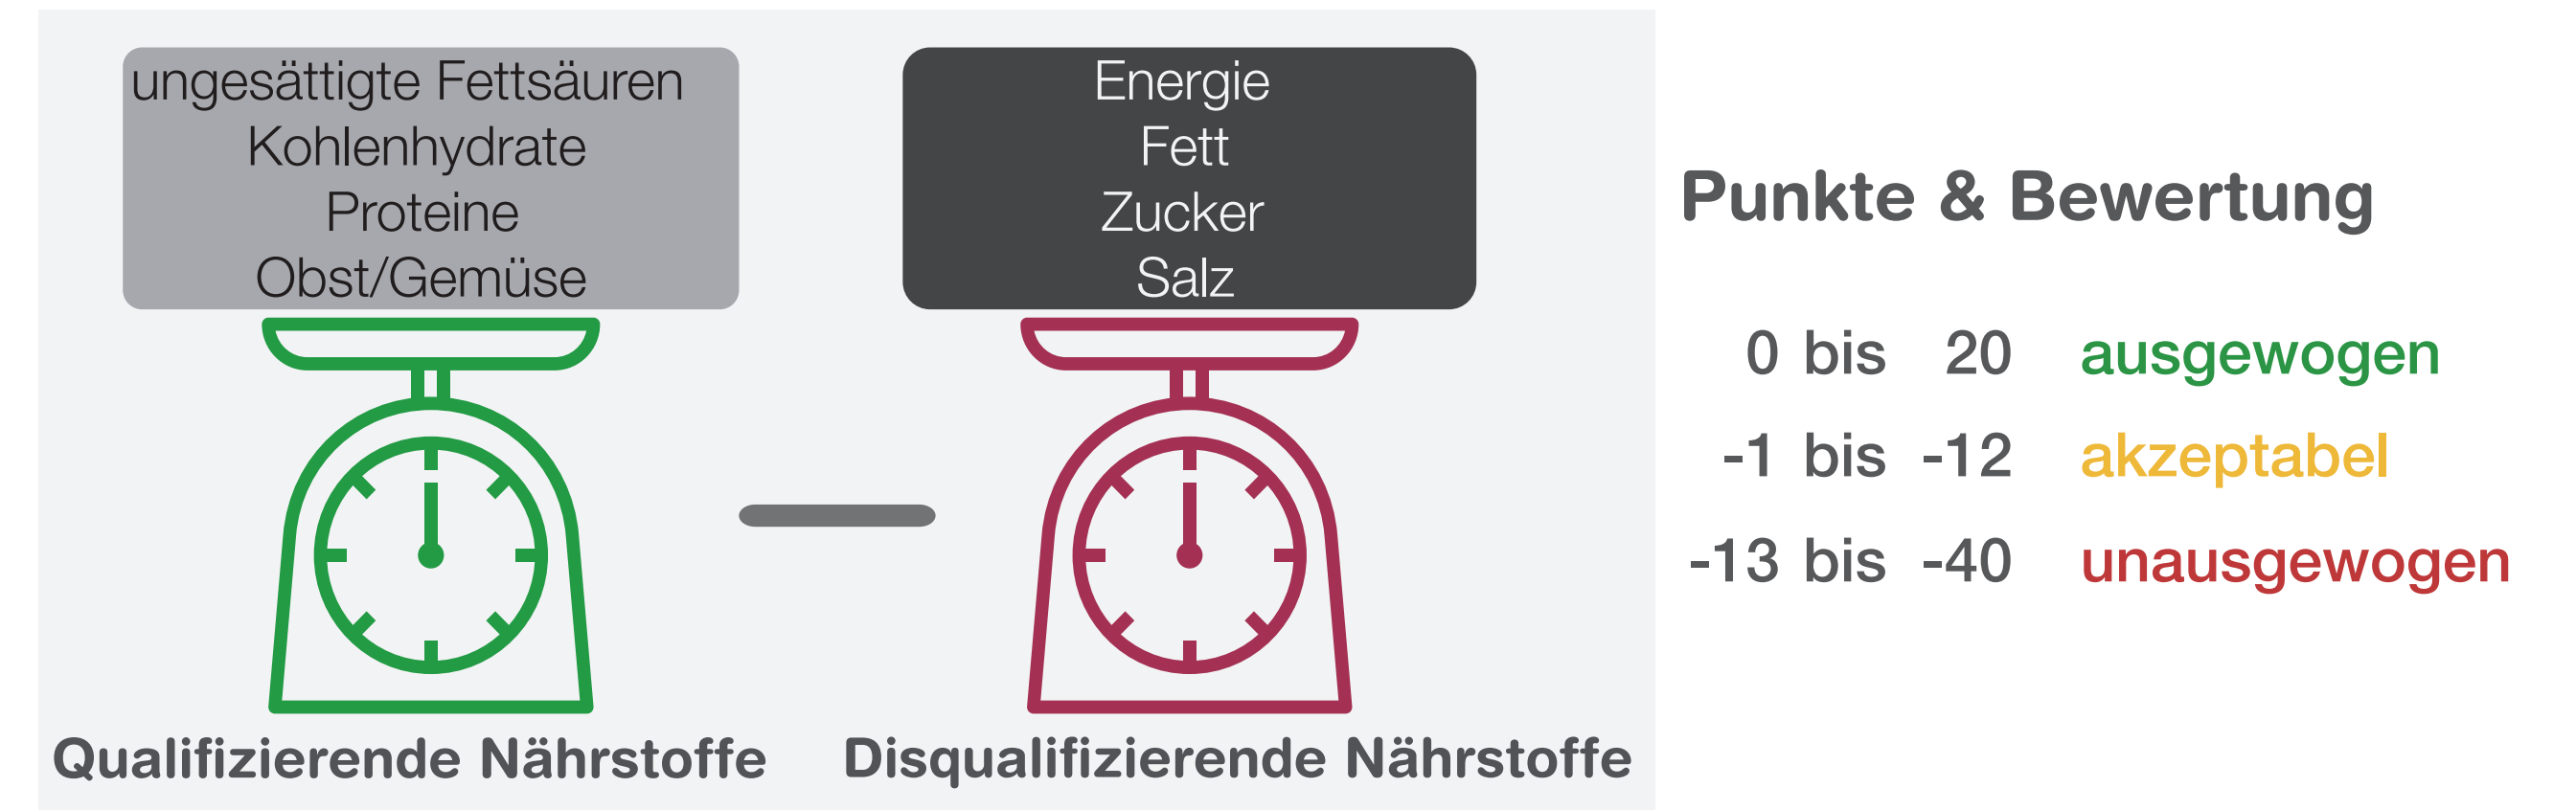 ungesättigte Fettsäuren
Kohlenhydrate
Proteine
Obst/Gemüse
Qualifizierende Nährstoffe
Energie
Fett
Zucker
Salz
Disqualifizierende Nährstoffe
Punkte & Bewertung
0 bis 20 ausgewogen
-1 bis -12 akzeptabel
-13 bis -40 unausgewogen